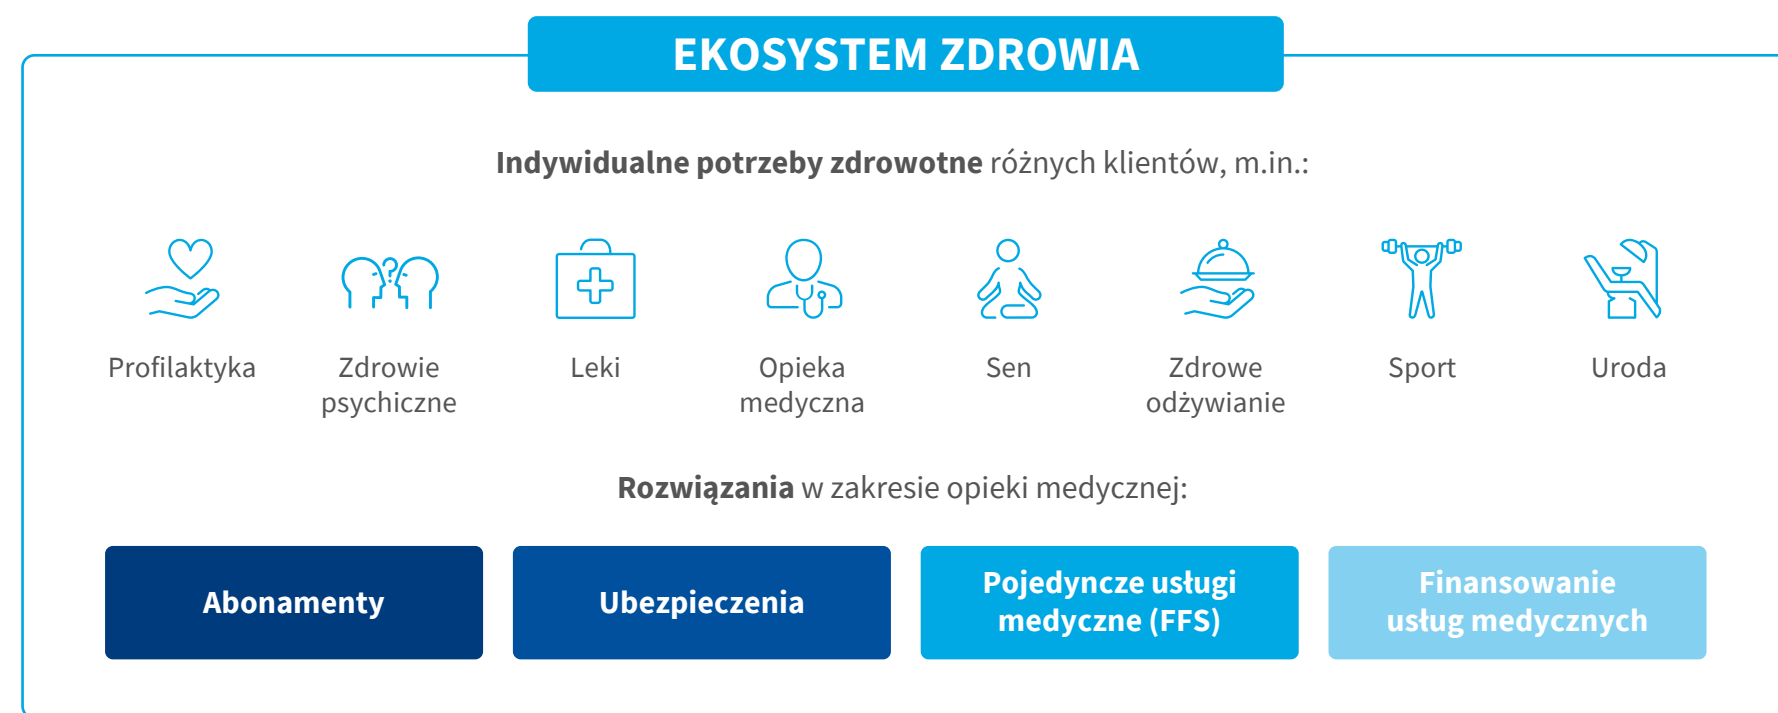 EKOSYSTEM ZDROWIA
Indywidualne potrzeby zdrowotne różnych klientów, m.in.:
Profilaktyka
Zdrowie
psychiczne
Leki
Opieka
medyczna
Sen
Zdrowe
odżywianie
Sport
Uroda
Rozwiązania w zakresie opieki medycznej:
Abonamenty
Ubezpieczenia
Pojedyncze usługi
medyczne (FFS)
Finansowanie
usług medycznych